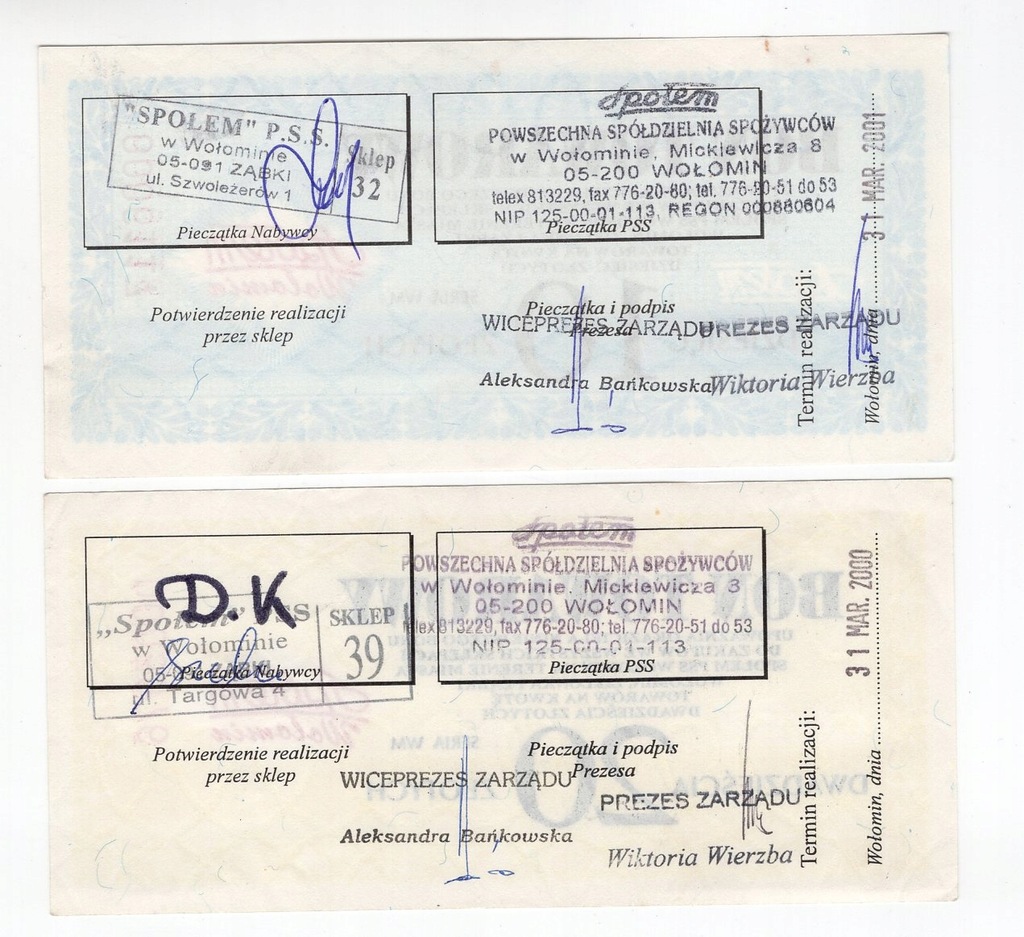 "SPOŁEM" P.S.S.
w Wołominie
05-091 ZĄBKI
ul. Szwoleżerów 1
Sklep
32
Pieczątka Nabywcy
Społem
POWSZECHNA SPÓŁDZIELNIA SPOŻYWCÓW
w Wołominie, Mickiewicza 8
05-200 WOŁOMIN
telex 813229, fax 776-20-80; tel. 776-20-51 do 53
NIP 125-00-01-113, REGON 000880604
Pieczątka PSS
Potwierdzenie realizacji
przez sklep
Pieczątka i podpis
Prezesa
WICEPREZES ZARZĄDU
Aleksandra Bańkowska
PREZES ZARZĄDU
Wiktoria Wierzba
Termin realizacji:
Wołomin, dnia
31 MAR. 2001
D.K
„Społem" PSS
w Wołominie
ZĄBKI
ul. Targowa 4
SKLEP
39
Pieczątka Nabywcy
Społem
POWSZECHNA SPÓŁDZIELNIA SPOŻYWCÓW
w Wołominie, Mickiewicza 3
05-200 WOŁOMIN
telex 813229, fax 776-20-80; tel. 776-20-51 do 53
NIP 125-00-01-113
Pieczątka PSS
Potwierdzenie realizacji
przez sklep
Pieczątka i podpis
Prezesa
WICEPREZES ZARZĄDU
Aleksandra Bańkowska
PREZES ZARZĄDU
Wiktoria Wierzba
Termin realizacji:
Wołomin, dnia
31 MAR. 2000